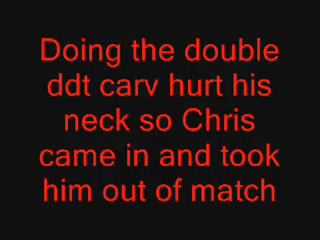 Doing the double
ddt carv hurt his
neck so Chris
came in and took
him out of match